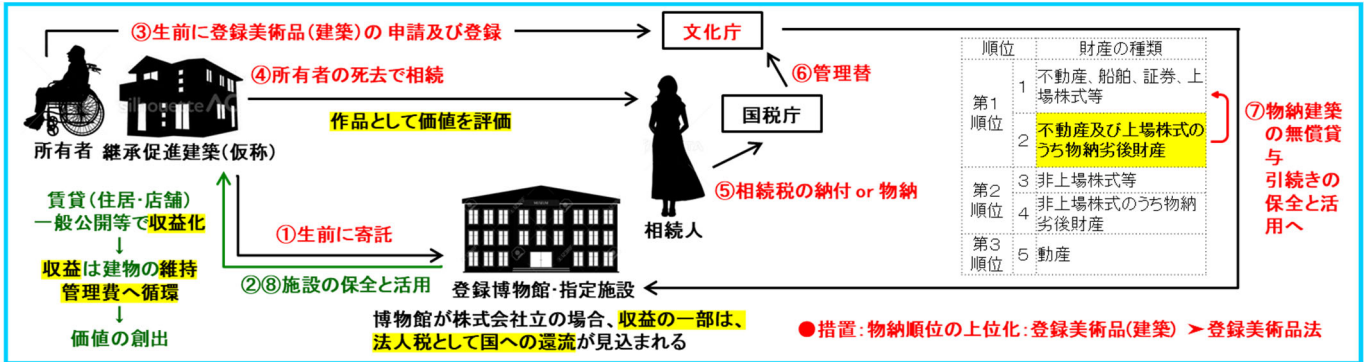 ③生前に登録美術品(建築)の 申請及び登録
文化庁
④所有者の死去で相続
⑥管理替
国税庁
作品として価値を評価
所有者 継承促進建築(仮称)
⑤相続税の納付 or 物納
相続人
賃貸(住居・店舗)
一般公開等で収益化
↓
収益は建物の維持
管理費へ循環
↓
価値の創出
①生前に寄託
②⑧施設の保全と活用
登録博物館・指定施設
博物館が株式会社立の場合、収益の一部は、
法人税として国への還流が見込まれる
順位 財産の種類
第1
順位
1 不動産、船舶、証券、上
場株式等
2 不動産及び上場株式の
うち物納劣後財産
第2
順位
3 非上場株式等
4 非上場株式のうち物納
劣後財産
第3
順位
5 動産
⑦物納建築
の無償貸
与
引続きの
保全と活
用へ
●措置:物納順位の上位化:登録美術品(建築) ➤ 登録美術品法
silhouette AC